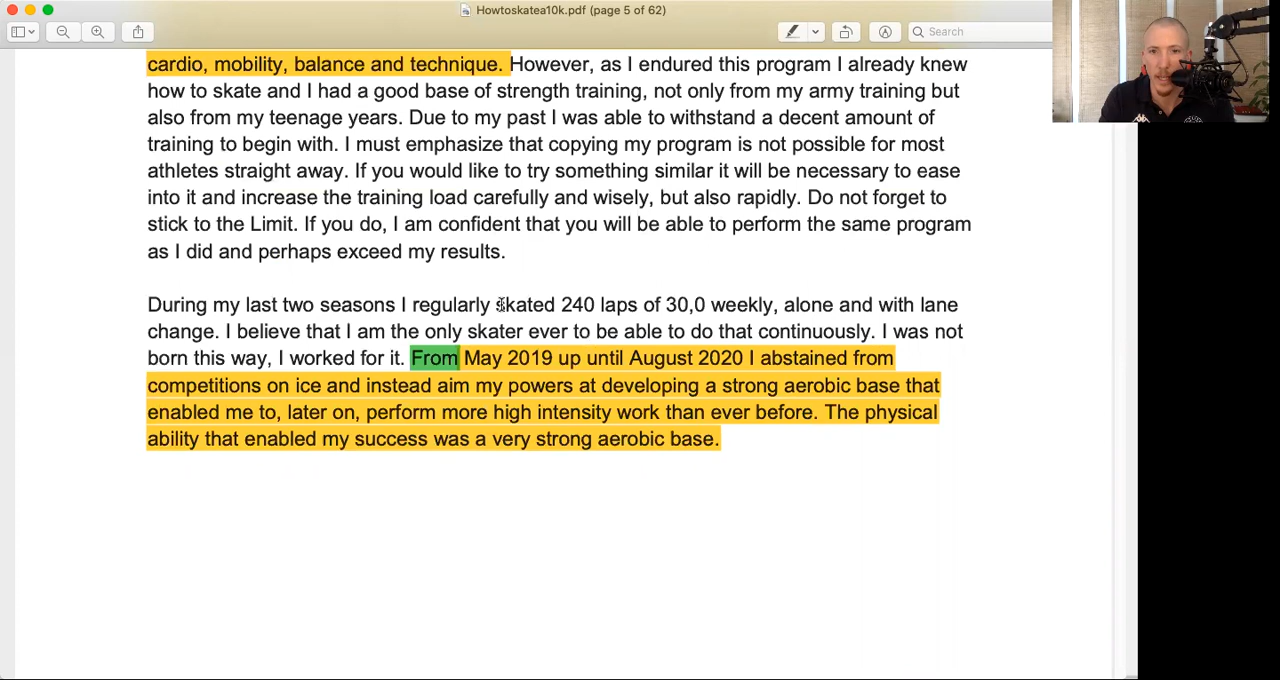 Howtoskatea10k.pdf (page 5 of 62)
Search
cardio, mobility, balance and technique. However, as I endured this program I already knew
how to skate and I had a good base of strength training, not only from my army training but
also from my teenage years. Due to my past I was able to withstand a decent amount of
training to begin with. I must emphasize that copying my program is not possible for most
athletes straight away. If you would like to try something similar it will be necessary to ease
into it and increase the training load carefully and wisely, but also rapidly. Do not forget to
stick to the Limit. If you do, I am confident that you will be able to perform the same program
as I did and perhaps exceed my results.
During my last two seasons I regularly skated 240 laps of 30,0 weekly, alone and with lane
change. I believe that I am the only skater ever to be able to do that continuously. I was not
born this way, I worked for it. From May 2019 up until August 2020 I abstained from
competitions on ice and instead aim my powers at developing a strong aerobic base that
enabled me to, later on, perform more high intensity work than ever before. The physical
ability that enabled my success was a very strong aerobic base.